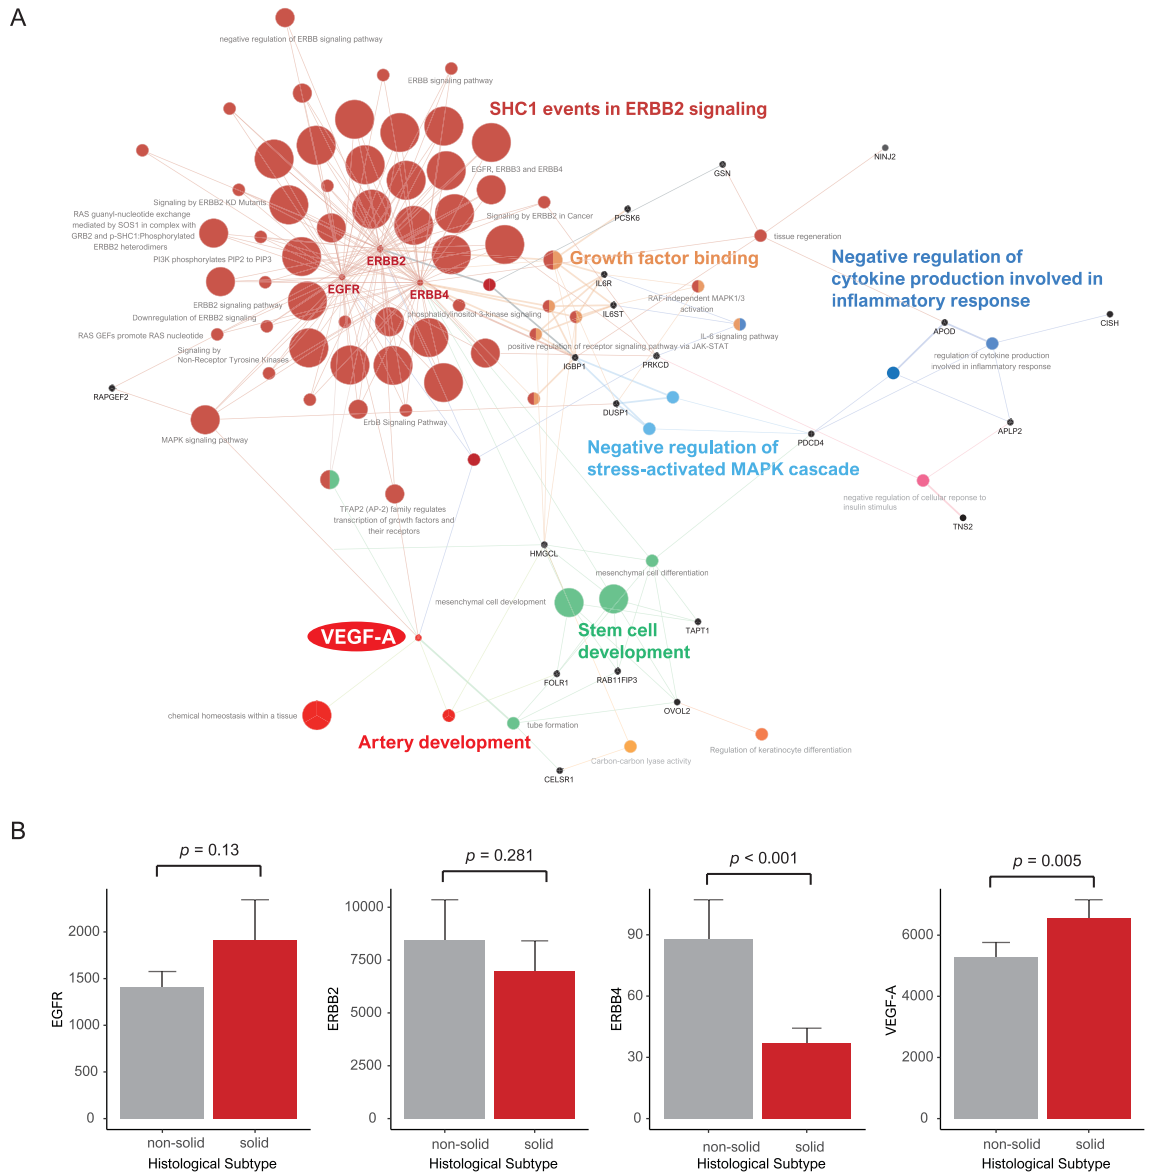 A
negative regulation of ERBB signaling pathway
ERBB signaling pathway
SHC1 events in ERBB2 signaling
EGFR, ERBB3 and ERBB4
NINJ2
GSN
Signaling by ERBB2 KD Mutants
RAS guanyl-nucleotide exchange
mediated by SOS1 in complex with
GRB2 and p-SHC1:Phosphorylated
ERBB2 heterodimers
Signaling by ERBB2 in Cancer
PCSK6
tissue regeneration
PI3K phosphorylates PIP2 to PIP3
ERBB2
Growth factor binding
Negative regulation of
cytokine production involved in
inflammatory response
EGFR
ERBB4
IL6R
RAF-independent MAPK1/3
activation
ERBB2 signaling pathway
Downregulation of ERBB2 signaling
phosphatidylinositol 3-kinase signaling
IL6ST
IL-6 signaling pathway
APOD
CISH
RAS GEFs promote RAS nucleotide
Signaling by
Non-Receptor Tyrosine Kinases
positive regulation of receptor signaling pathway via JAK-STAT
IGBP1
PRKCD
regulation of cytokine production
involved in inflammatory response
RAPGEF2
DUSP1
APLP2
MAPK signaling pathway
ErbB Signaling Pathway
PDCD4
Negative regulation of
stress-activated MAPK cascade
negative regulation of cellular reponse to
insulin stimulus
TFAP2 (AP-2) family regulates
transcription of growth factors and
their receptors
TNS2
HMGCL
mesenchymal cell differentiation
mesenchymal cell development
VEGF-A
Stem cell
development
TAPT1
FOLR1
RAB11FIP3
OVOL2
chemical homeostasis within a tissue
tube formation
Artery development
Carbon-carbon lyase activity
Regulation of keratinocyte differentiation
CELSR1
B
p = 0.13
EGFR
2000
1500
1000
500
0
non-solid
solid
Histological Subtype
p = 0.281
ERBB2
10000
7500
5000
2500
0
non-solid
solid
Histological Subtype
p < 0.001
ERBB4
90
60
30
0
non-solid
solid
Histological Subtype
p = 0.005
VEGF-A
6000
4000
2000
0
non-solid
solid
Histological Subtype